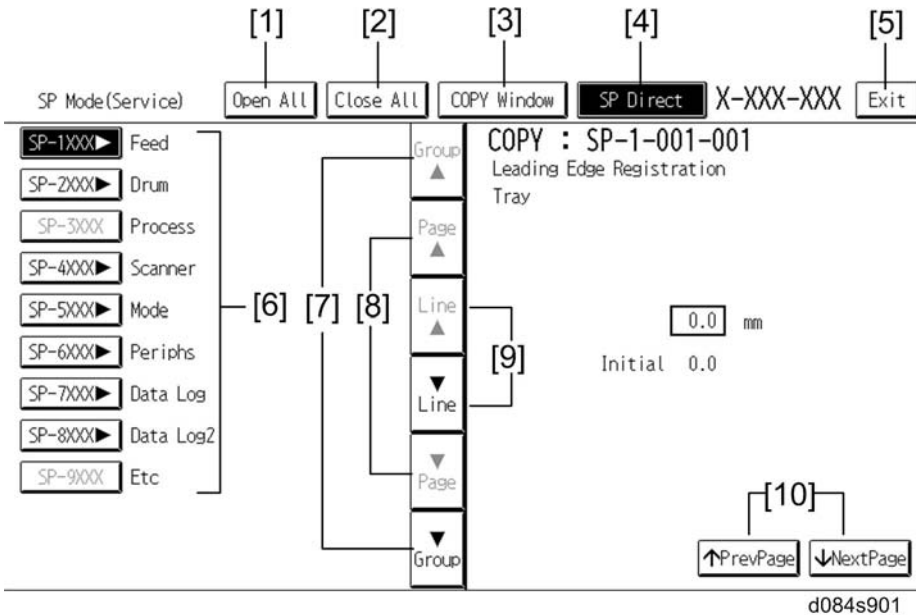 [1] [2] [3] [4] [5]
SP Mode(Service) Open All Close All COPY Window SP Direct X-XXX-XXX Exit
SP-1XXX▶ Feed
SP-2XXX▶ Drum
SP-3XXX Process
SP-4XXX▶ Scanner
SP-5XXX▶ Mode
SP-6XXX▶ Periphs
SP-7XXX▶ Data Log
SP-8XXX▶ Data Log2
SP-9XXX Etc
[6] [7] [8]
Group
▲
Page
▲
Line
▲
▼
Line
▼
Page
▼
Group
[9]
COPY : SP-1-001-001
Leading Edge Registration
Tray
0.0 mm
Initial 0.0
[10]
↑PrevPage ↓NextPage
d084s901